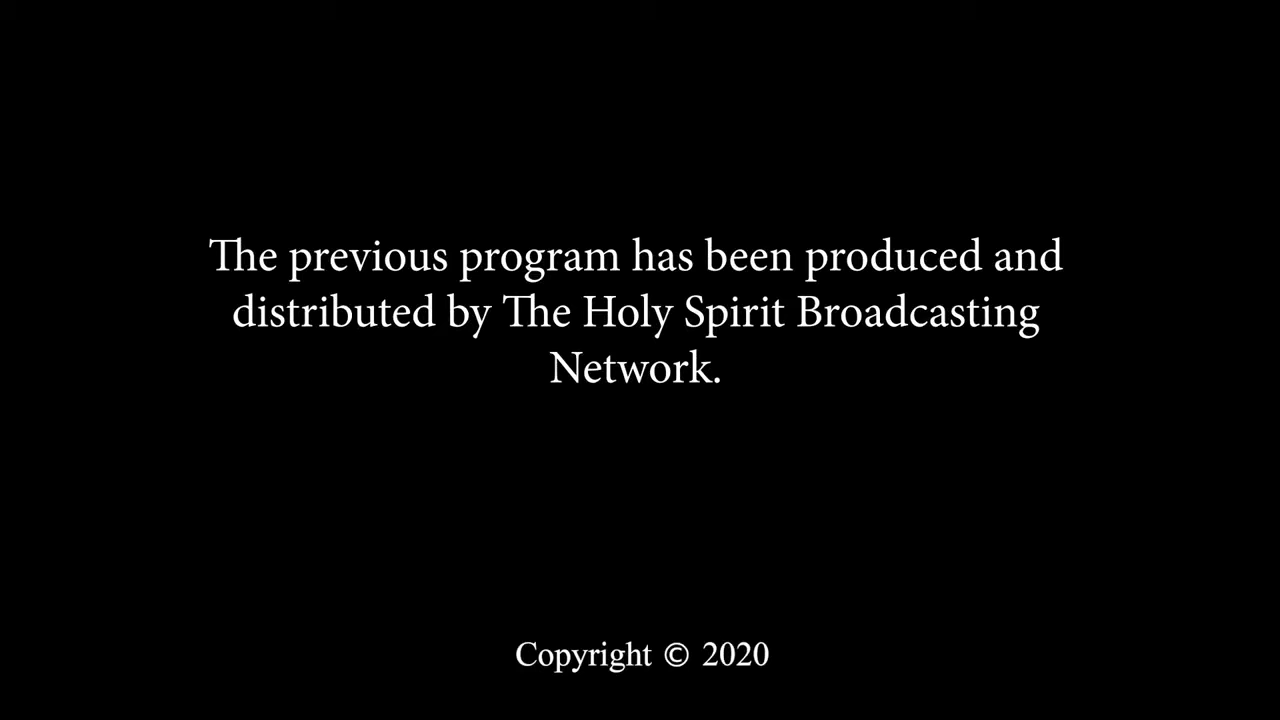 The previous program has been produced and
distributed by The Holy Spirit Broadcasting
Network.
Copyright © 2020